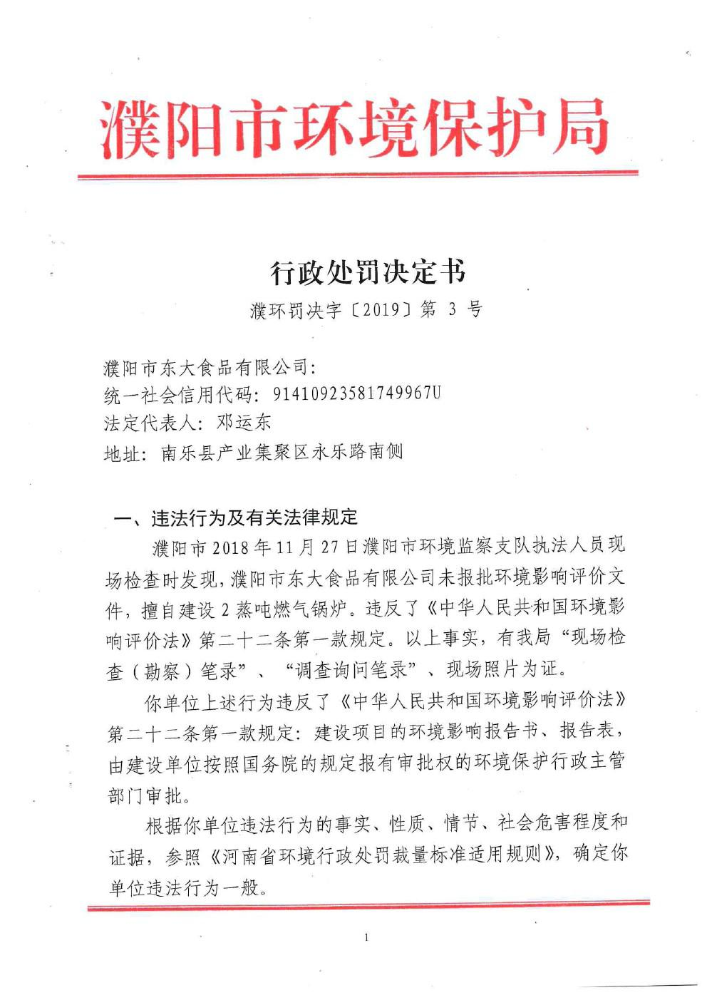 濮阳市环境保护局
行政处罚决定书
濮环罚决字〔2019〕第 3 号
濮阳市东大食品有限公司：
统一社会信用代码：91410923581749967U
法定代表人：邓运东
地址：南乐县产业集聚区永乐路南侧
一、违法行为及有关法律规定
濮阳市 2018 年 11 月 27 日濮阳市环境监察支队执法人员现
场检查时发现，濮阳市东大食品有限公司未报批环境影响评价文
件，擅自建设 2 蒸吨燃气锅炉。违反了《中华人民共和国环境影
响评价法》第二十二条第一款规定。以上事实，有我局“现场检
查（勘察）笔录”、“调查询问笔录”、现场照片为证。
你单位上述行为违反了《中华人民共和国环境影响评价法》
第二十二条第一款规定：建设项目的环境影响报告书、报告表，
由建设单位按照国务院的规定报有审批权的环境保护行政主管
部门审批。
根据你单位违法行为的事实、性质、情节、社会危害程度和
证据，参照《河南省环境行政处罚裁量标准适用规则》，确定你
单位违法行为一般。
1